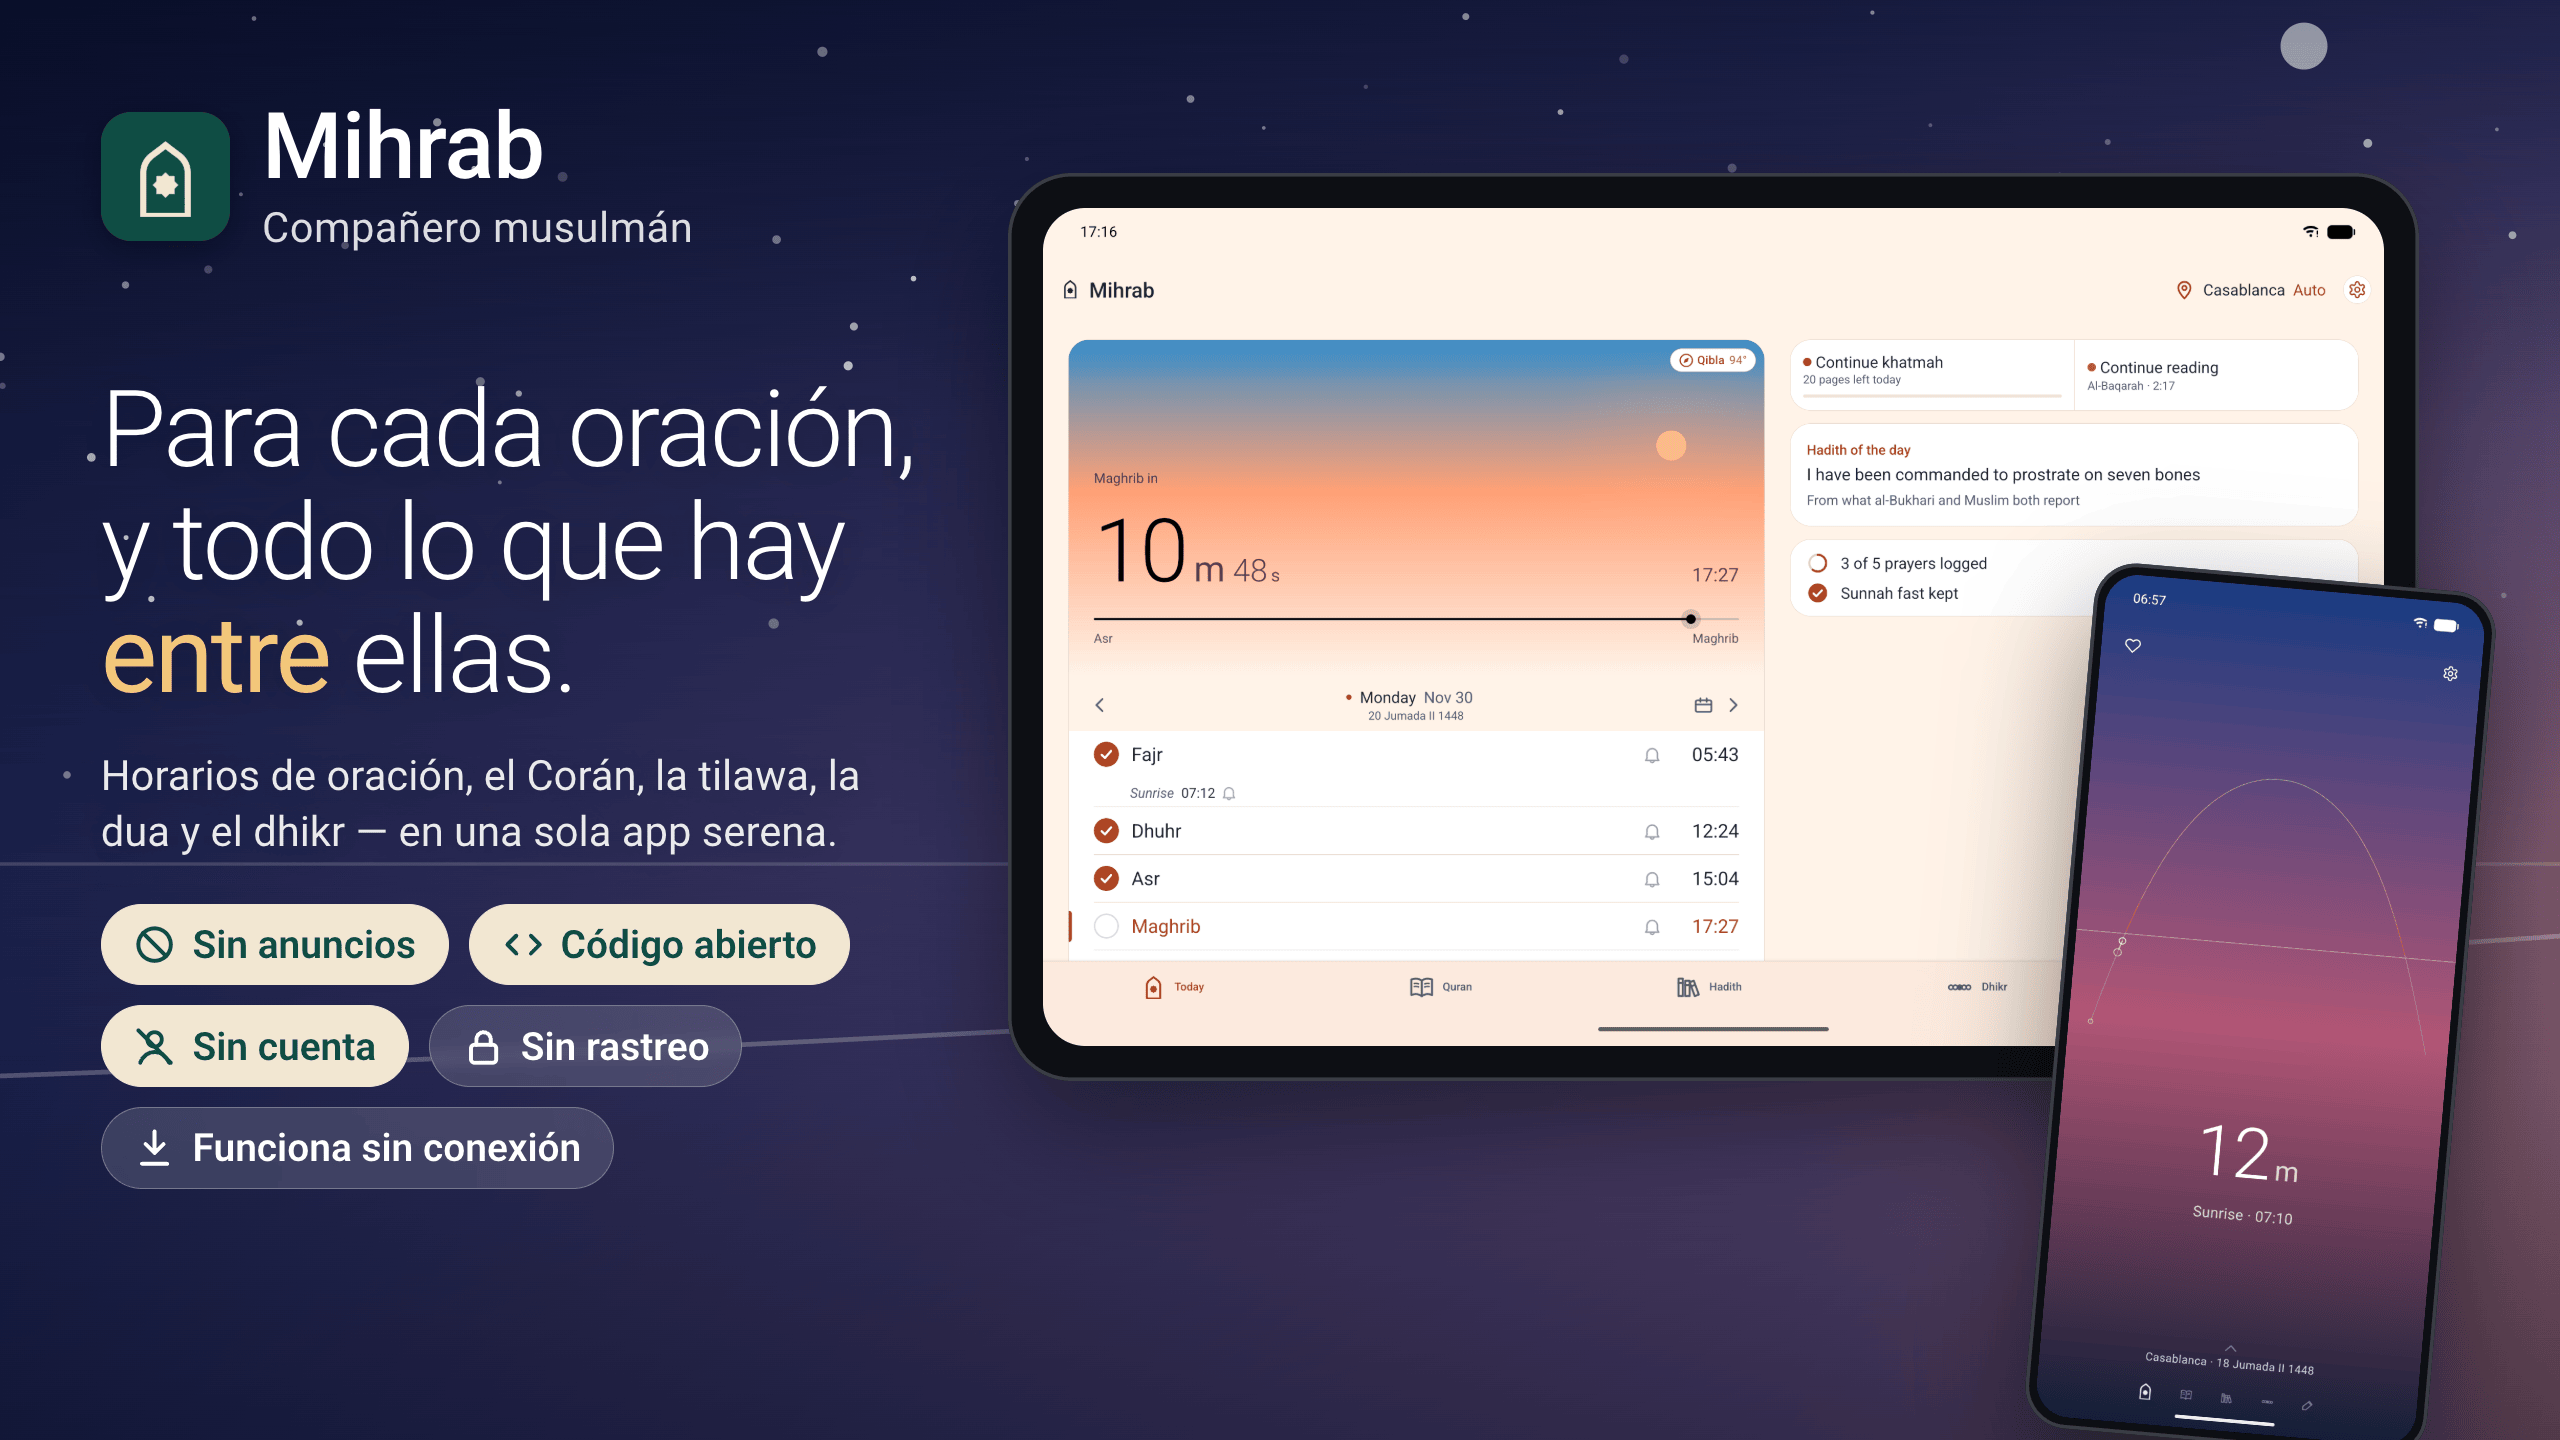 Mihrab
Compañero musulmán
Para cada oración,
y todo lo que hay
entre ellas.
Horarios de oración, el Corán, la tilawa, la
dua y el dhikr — en una sola app serena.
Sin anuncios
Código abierto
Sin cuenta
Sin rastreo
Funciona sin conexión
17:16
Mihrab
Casablanca Auto
Qibla 94°
Maghrib in
10 m 48 s
17:27
Asr
Maghrib
Monday Nov 30
20 Jumada II 1448
Fajr 05:43
Sunrise 07:12
Dhuhr 12:24
Asr 15:04
Maghrib 17:27
Continue khatmah
20 pages left today
Continue reading
Al-Baqarah · 2:17
Hadith of the day
I have been commanded to prostrate on seven bones
From what al-Bukhari and Muslim both report
3 of 5 prayers logged
Sunnah fast kept
Today
Quran
Hadith
Dhikr
06:57
12 m
Sunrise · 07:10
Casablanca · 18 Jumada II 1448